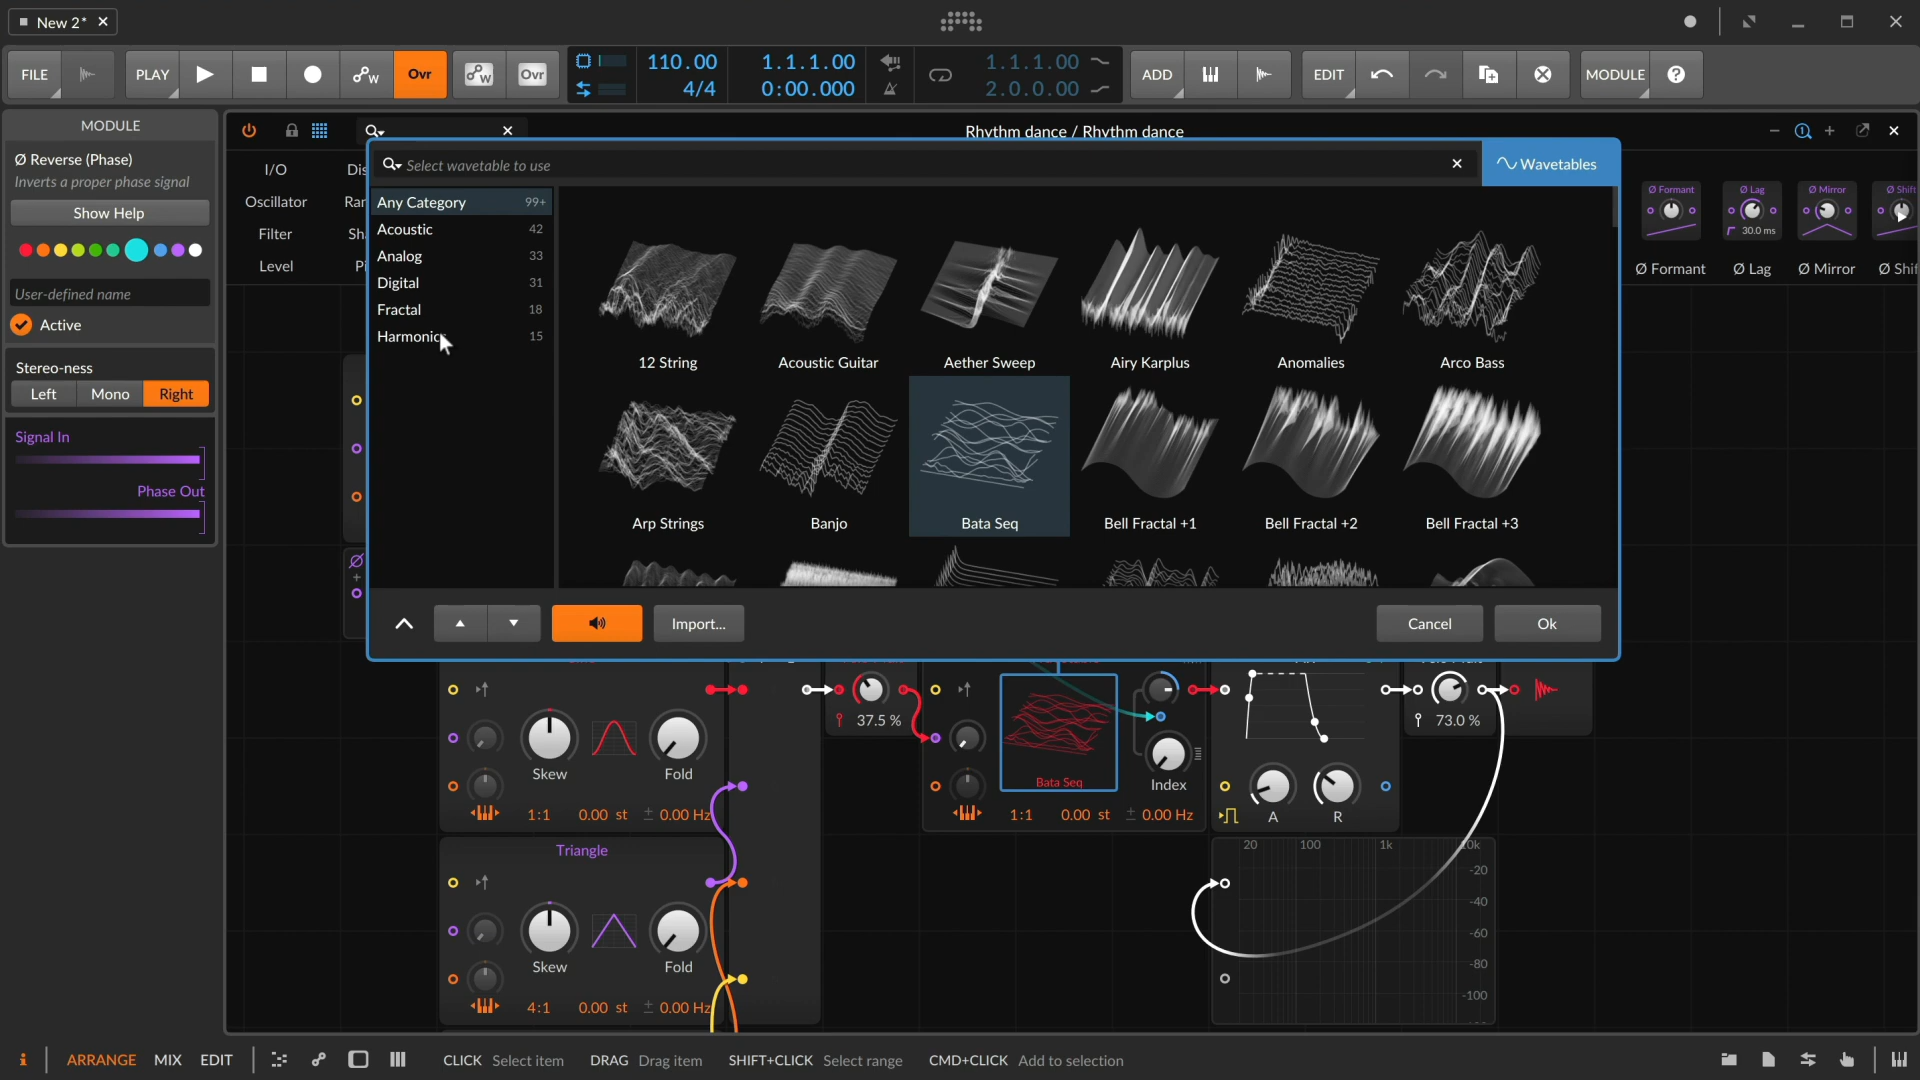 New 2*
FILE
PLAY
Ovr
Ovr
110.00
4/4
1.1.1.00
0:00.000
1.1.1.00
2.0.0.00
ADD
EDIT
MODULE
MODULE
Ø Reverse (Phase)
Inverts a proper phase signal
Show Help
User-defined name
Active
Stereo-ness
Left Mono Right
Signal In
Phase Out
Rhythm dance / Rhythm dance
I/O
Oscillator
Filter
Level
Select wavetable to use
Wavetables
Any Category 99+
Acoustic 42
Analog 33
Digital 31
Fractal 18
Harmonic 15
12 String
Acoustic Guitar
Aether Sweep
Airy Karplus
Anomalies
Arco Bass
Arp Strings
Banjo
Bata Seq
Bell Fractal +1
Bell Fractal +2
Bell Fractal +3
Import...
Cancel
Ok
Ø Formant
Ø Lag
Ø Mirror
Ø Shift
30.0 ms
Ø Formant
Ø Lag
Ø Mirror
Skew
Fold
1:1 0.00 st ± 0.00 Hz
37.5 %
Bata Seq
Index
1:1 0.00 st ± 0.00 Hz
A
R
73.0 %
Triangle
Skew
Fold
4:1 0.00 st ± 0.00 Hz
20 100 1k 10k
-20
-40
-60
-80
-100
ARRANGE MIX EDIT
CLICK Select item DRAG Drag item SHIFT+CLICK Select range CMD+CLICK Add to selection